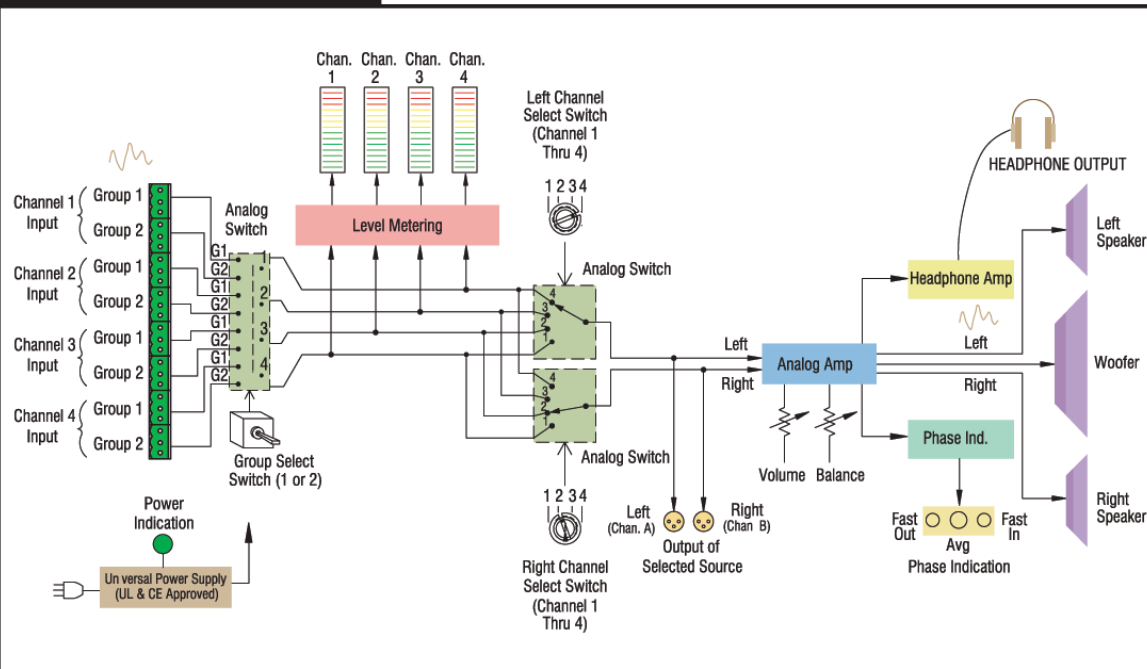 Chan. 1
Chan. 2
Chan. 3
Chan. 4
Level Metering
Left Channel
Select Switch
(Channel 1
Thru 4)
1 2 3 4
Analog Switch
4
3
2
1
HEADPHONE OUTPUT
Channel 1
Input
Group 1
Group 2
Channel 2
Input
Group 1
Group 2
Channel 3
Input
Group 1
Group 2
Channel 4
Input
Group 1
Group 2
Analog
Switch
G1
G2
G1
G2
G1
G2
G1
G2
1
2
3
4
Group Select
Switch (1 or 2)
4
3
2
1
Analog Switch
1 2 3 4
Right Channel
Select Switch
(Channel 1
Thru 4)
Left
Right
Left
(Chan. A)
Right
(Chan B)
Output of
Selected Source
Analog Amp
Volume
Balance
Headphone Amp
Left
Right
Left
Speaker
Woofer
Right
Speaker
Phase Ind.
Fast
Out
Fast
In
Avg
Phase Indication
Power
Indication
Un versal Power Supply
(UL & CE Approved)